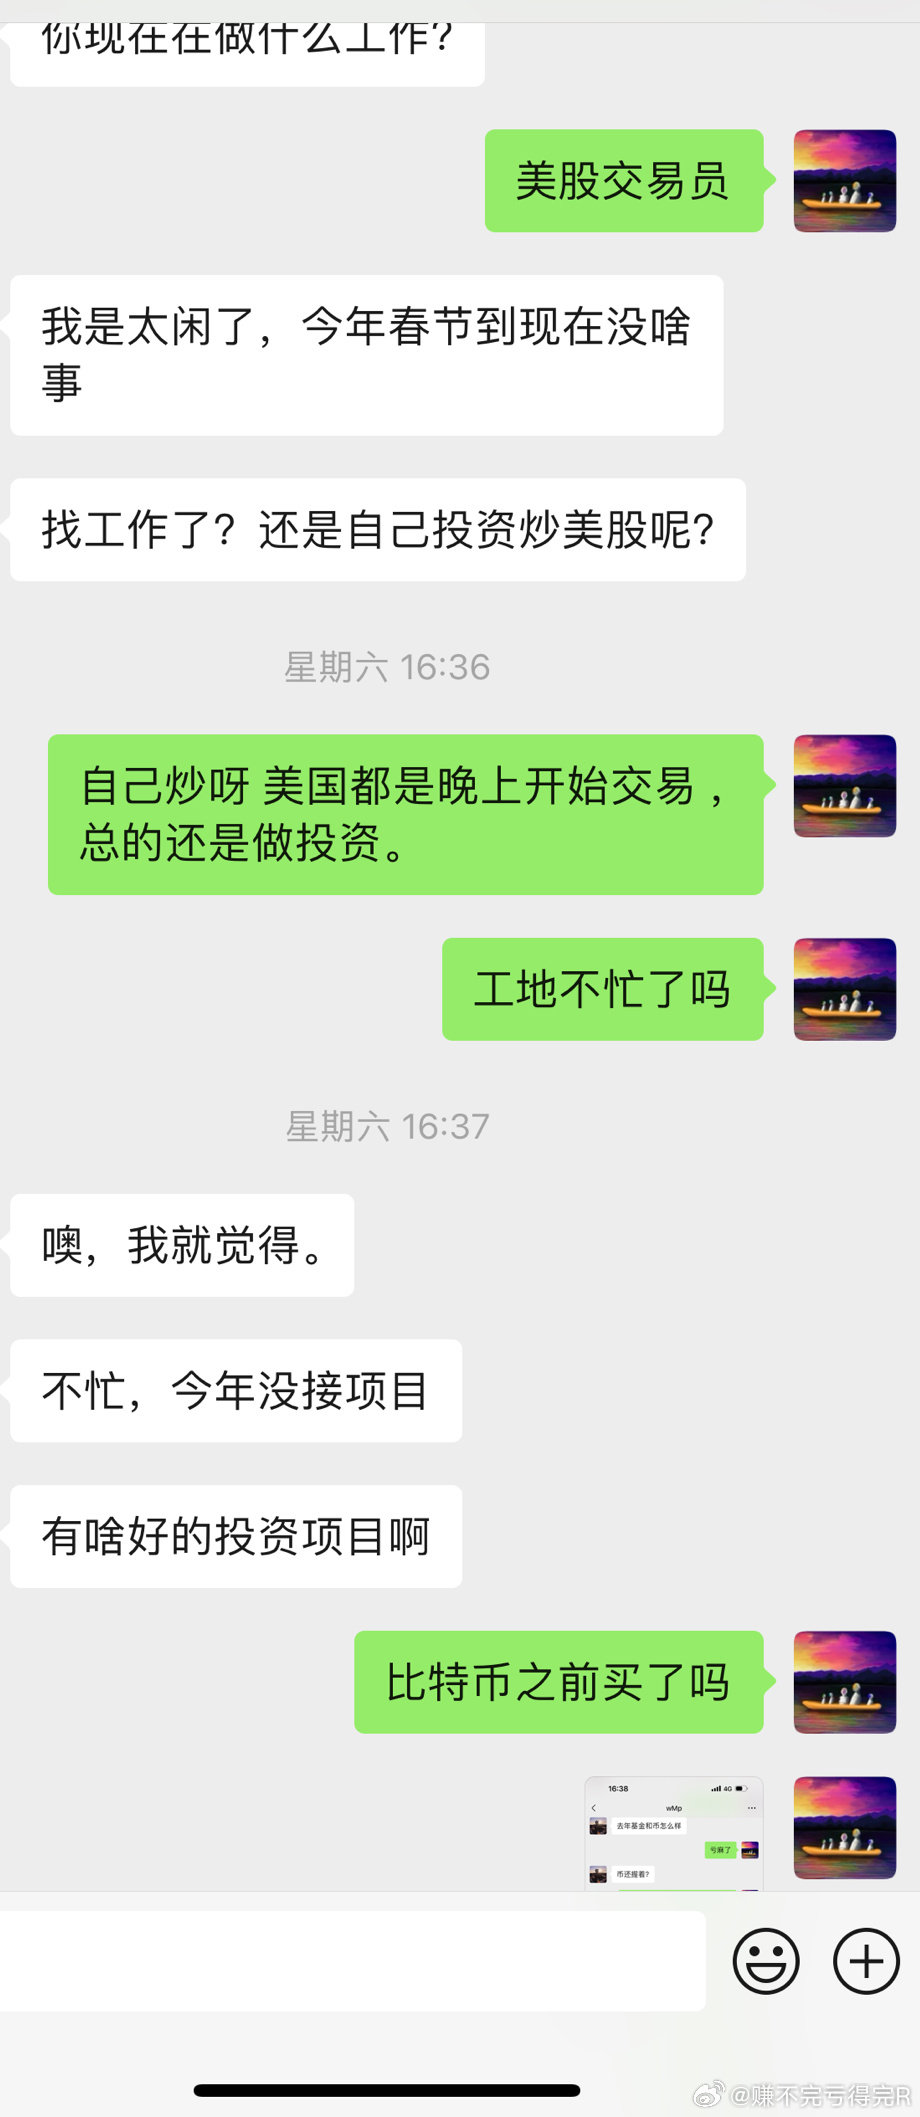 你现在在做什么工作?
美股交易员
我是太闲了，今年春节到现在没啥
事
找工作了？还是自己投资炒美股呢？
星期六 16:36
自己炒呀 美国都是晚上开始交易，
总的还是做投资。
工地不忙了吗
星期六 16:37
噢，我就觉得。
不忙，今年没接项目
有啥好的投资项目啊
比特币之前买了吗
16:38
4G
wMp
去年基金和币怎么样
亏麻了
币还握着?
@赚不完亏得完R